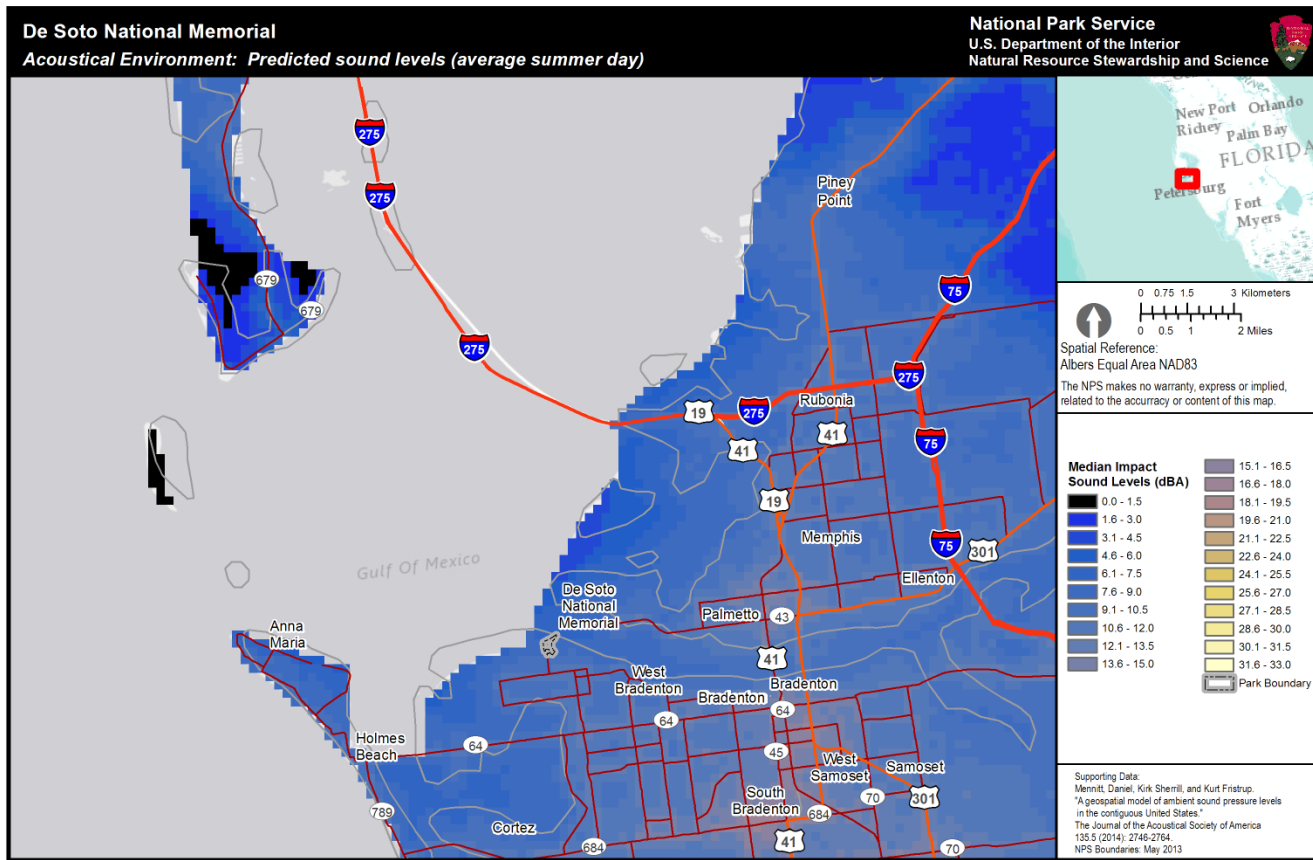 De Soto National Memorial
Acoustical Environment: Predicted sound levels (average summer day)
National Park Service
U.S. Department of the Interior
Natural Resource Stewardship and Science
275
275
275
679
679
Piney
Point
75
275
275
19
Rubonia
41
41
75
19
Memphis
75
301
Ellenton
Gulf Of Mexico
De Soto
National
Memorial
Palmetto
43
Anna
Maria
41
West
Bradenton
Bradenton
Bradenton
64
64
Holmes
Beach
64
45
West
Samoset
Samoset
South
Bradenton
70
301
789
684
Cortez
684
41
70
New Port
Richey
Orlando
Palm Bay
FLORIDA
Petersburg
Fort
Myers
0 0.75 1.5 3 Kilometers
0 0.5 1 2 Miles
Spatial Reference:
Albers Equal Area NAD83
The NPS makes no warranty, express or implied,
related to the accurracy or content of this map.
Median Impact
Sound Levels (dBA)
0.0 - 1.5
1.6 - 3.0
3.1 - 4.5
4.6 - 6.0
6.1 - 7.5
7.6 - 9.0
9.1 - 10.5
10.6 - 12.0
12.1 - 13.5
13.6 - 15.0
15.1 - 16.5
16.6 - 18.0
18.1 - 19.5
19.6 - 21.0
21.1 - 22.5
22.6 - 24.0
24.1 - 25.5
25.6 - 27.0
27.1 - 28.5
28.6 - 30.0
30.1 - 31.5
31.6 - 33.0
Park Boundary
Supporting Data:
Mennitt, Daniel, Kirk Sherrill, and Kurt Fristrup.
"A geospatial model of ambient sound pressure levels
in the contiguous United States."
The Journal of the Acoustical Society of America
135.5 (2014): 2746-2764.
NPS Boundaries: May 2013